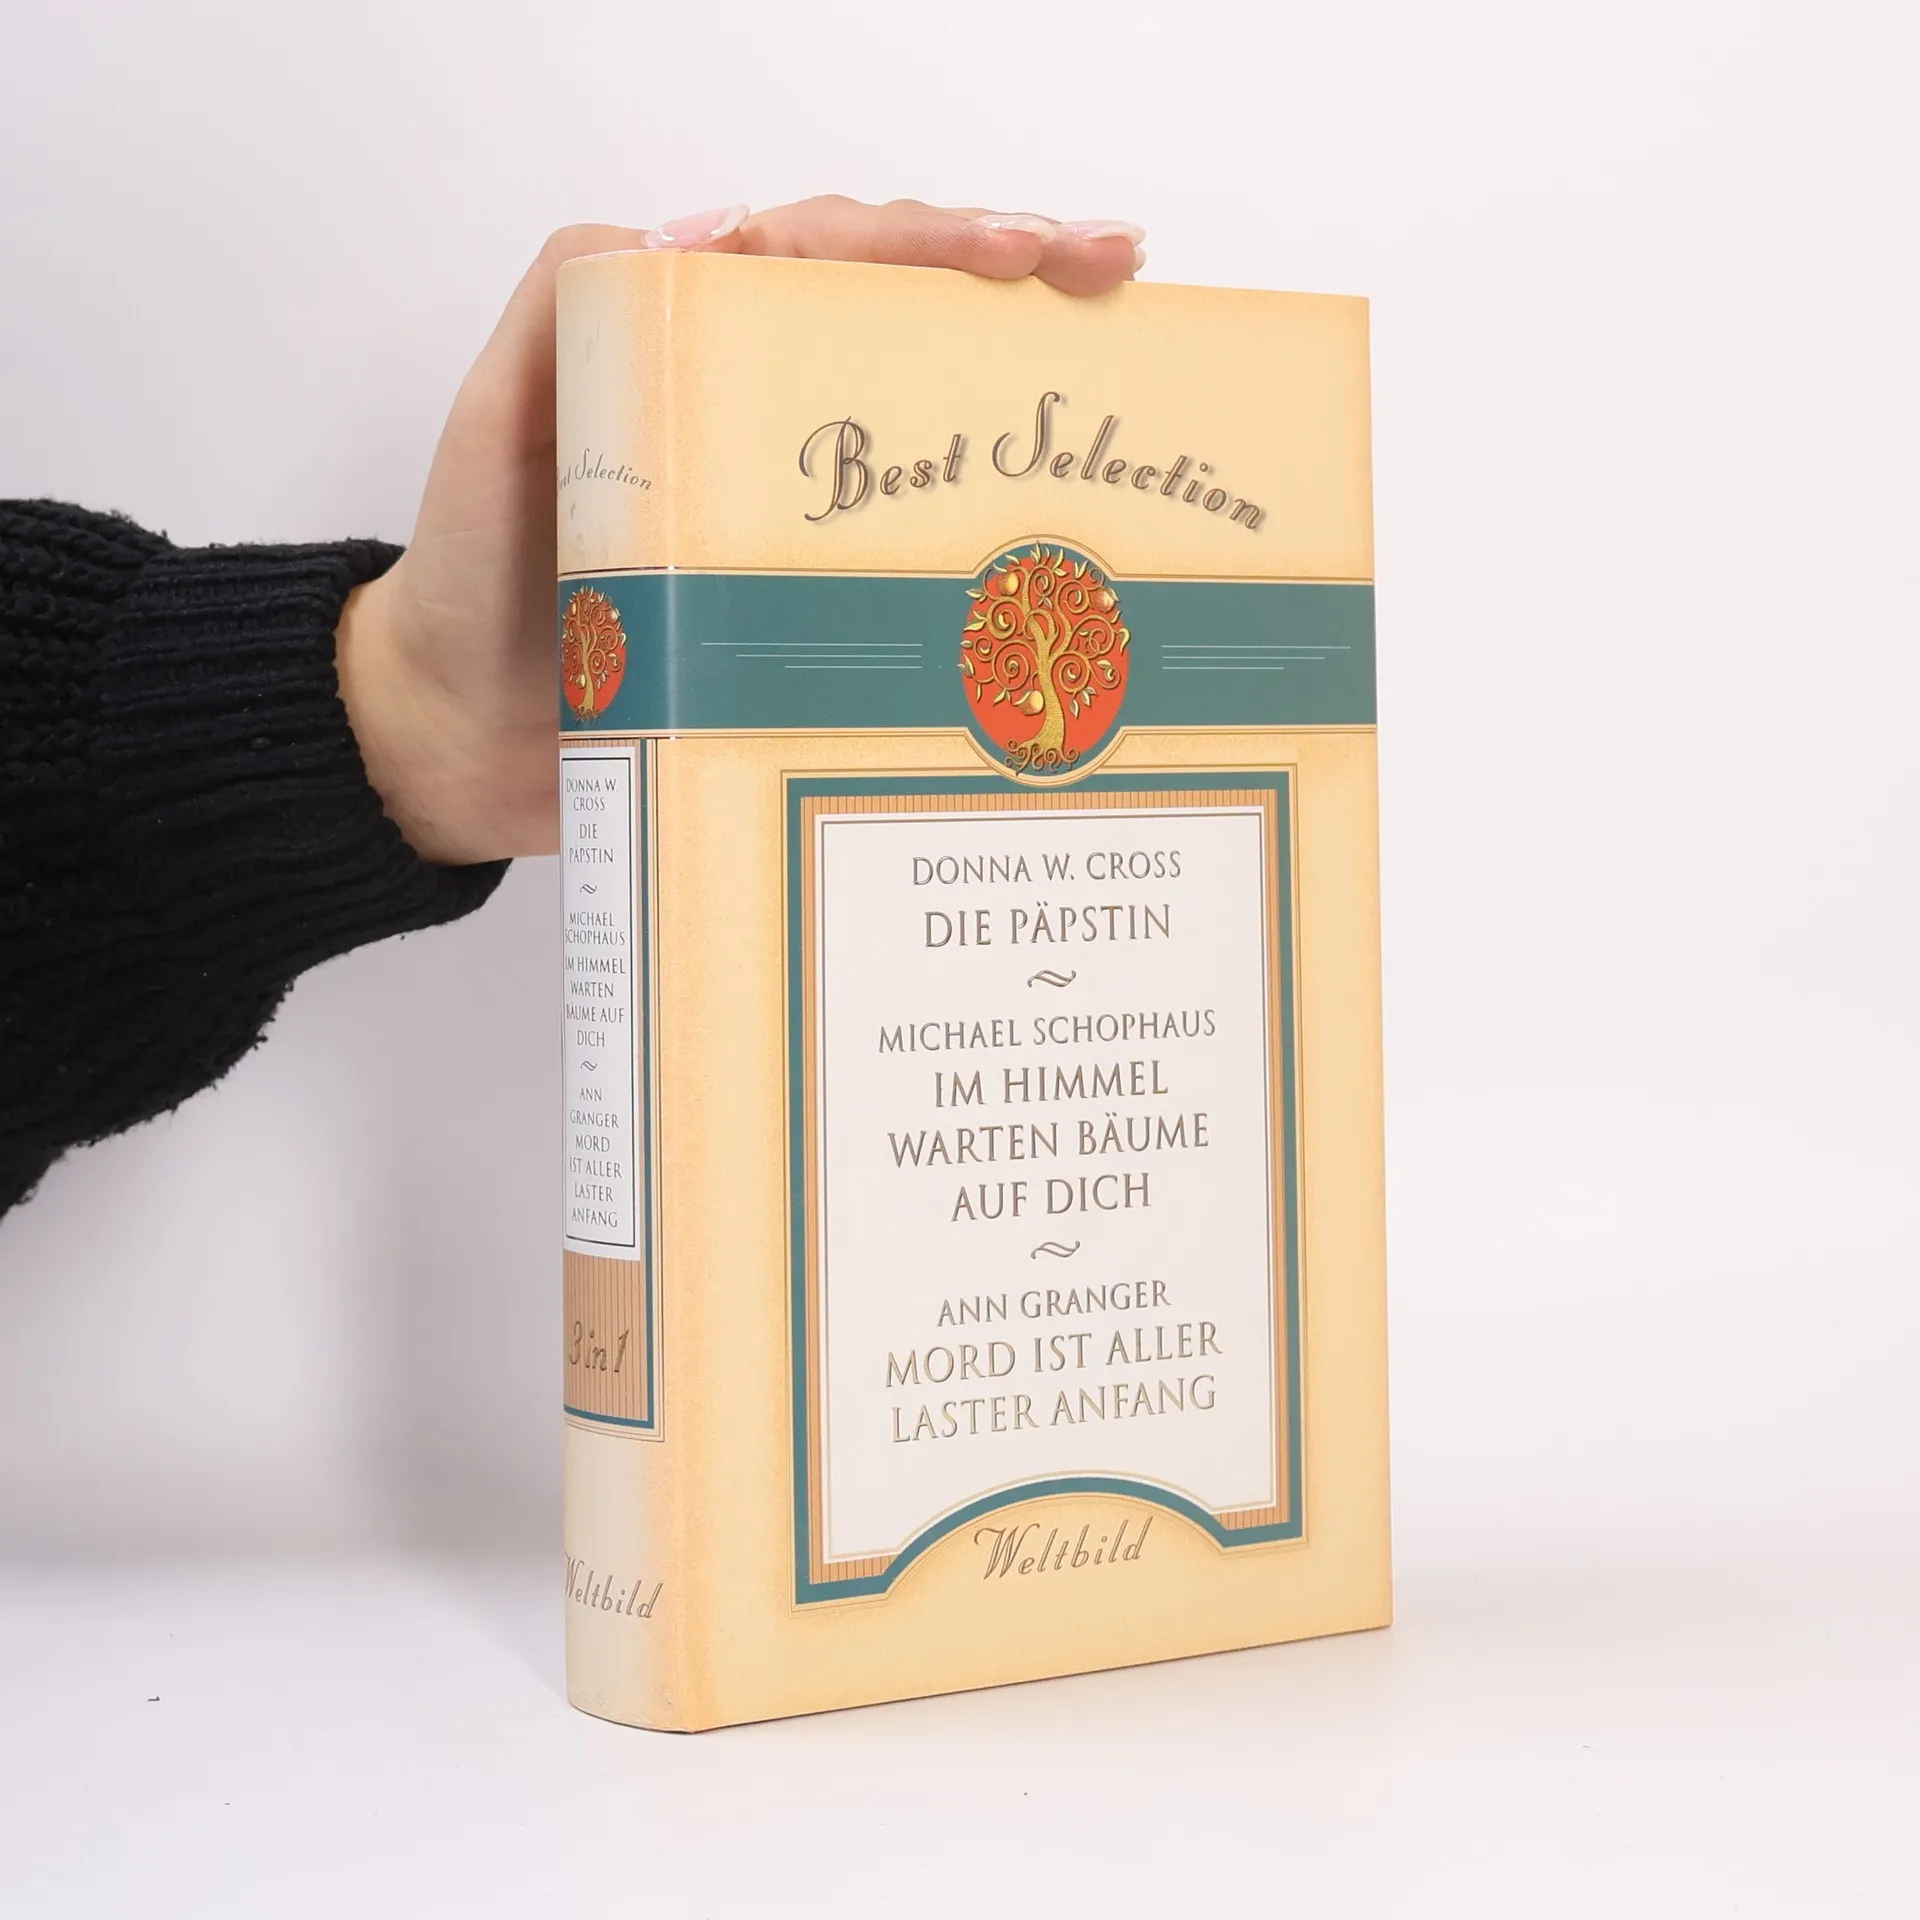 Best Selection
DONNA W. CROSS
DIE PÄPSTIN
MICHAEL SCHOPHAUS
IM HIMMEL
WARTEN BÄUME
AUF DICH
ANN GRANGER
MORD IST ALLER
LASTER ANFANG
Weltbild
Selection
DONNA W.
CROSS
DIE
PÄPSTIN
MICHAEL
SCHOPHAUS
IM HIMMEL
WARTEN
BÄUME AUF
DICH
ANN
GRANGER
MORD
IST ALLER
LASTER
ANFANG
3 in 1
Weltbild